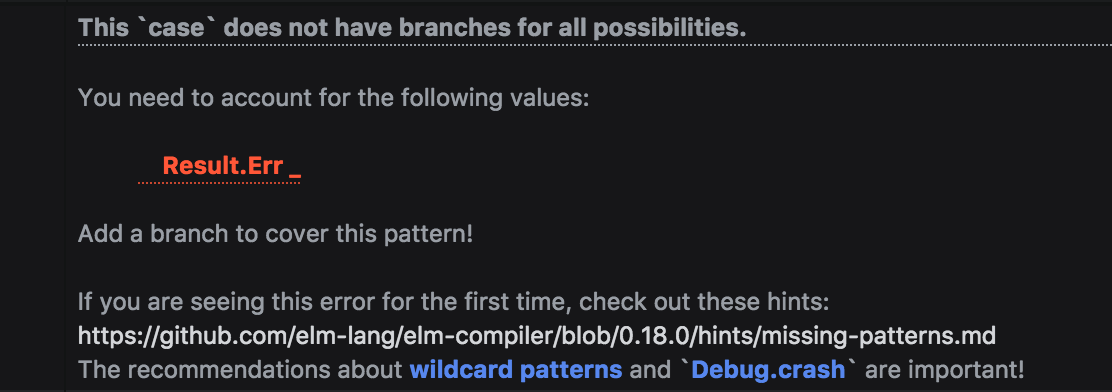 This `case` does not have branches for all possibilities.
You need to account for the following values:
Result.Err _
Add a branch to cover this pattern!
If you are seeing this error for the first time, check out these hints:
https://github.com/elm-lang/elm-compiler/blob/0.18.0/hints/missing-patterns.md
The recommendations about wildcard patterns and `Debug.crash` are important!